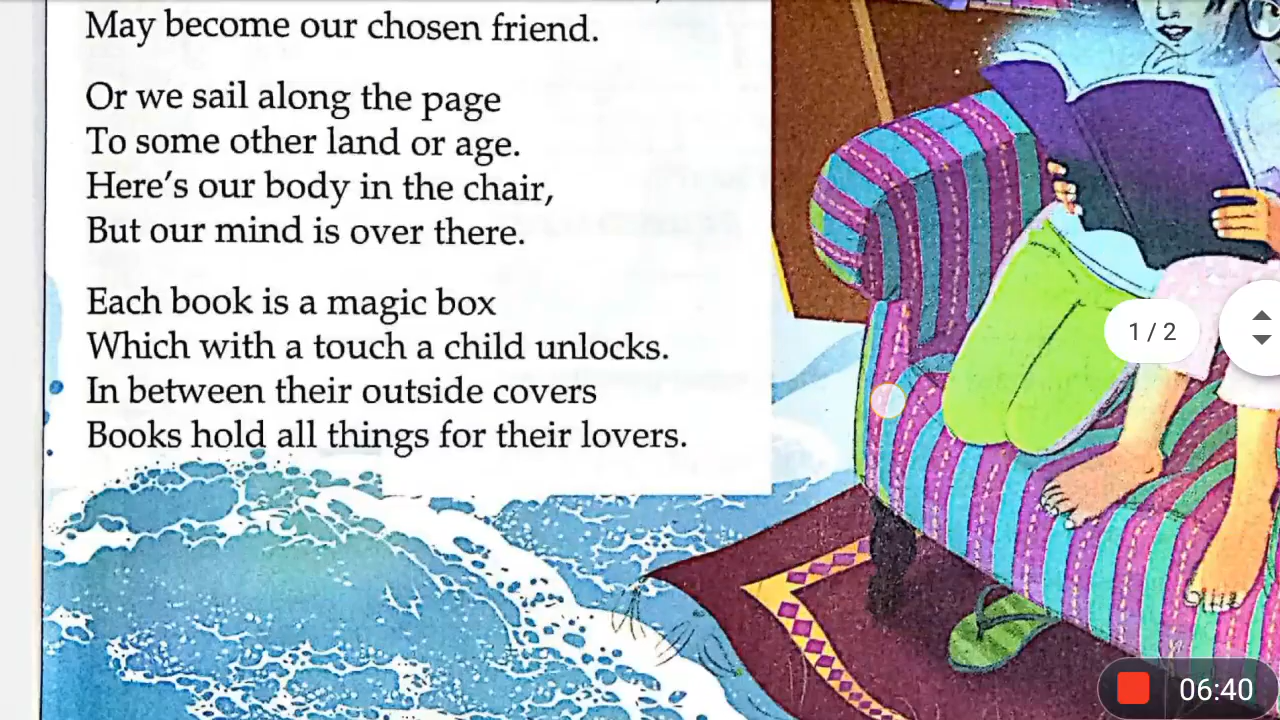 May become our chosen friend.
Or we sail along the page
To some other land or age.
Here's our body in the chair,
But our mind is over there.
Each book is a magic box
Which with a touch a child unlocks.
In between their outside covers
Books hold all things for their lovers.
1 / 2
06:40